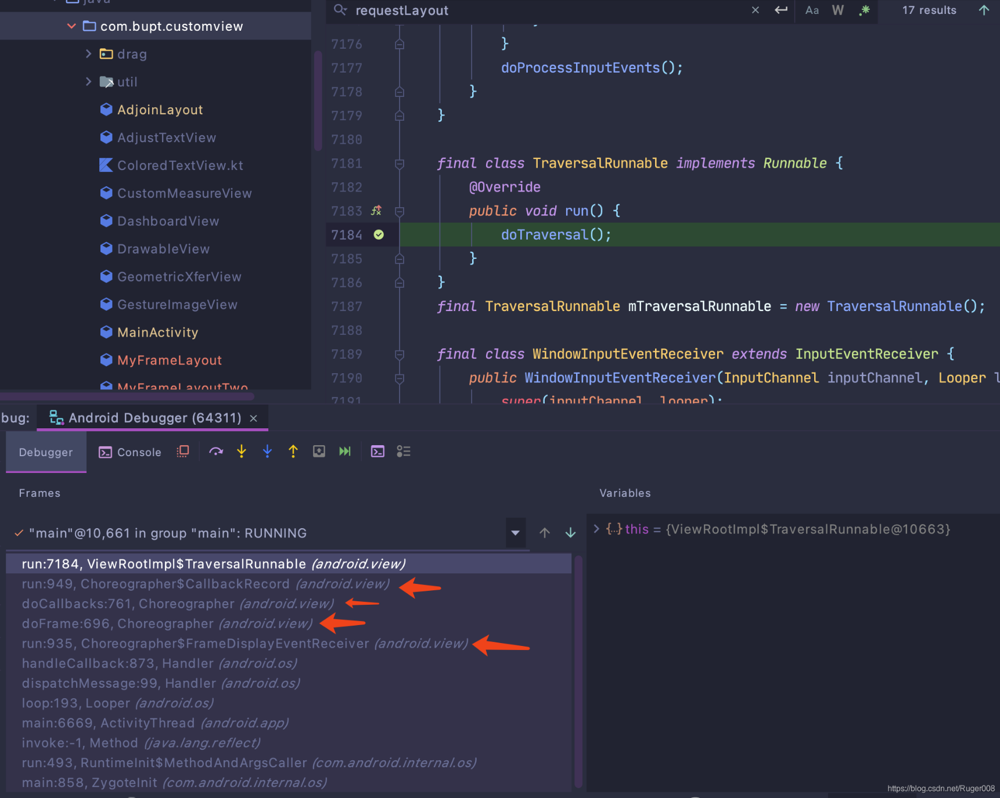 java
com.bupt.customview
drag
util
AdjoinLayout
AdjustTextView
ColoredTextView.kt
CustomMeasureView
DashboardView
DrawableView
GeometricXferView
GestureImageView
MainActivity
MyFrameLayout
MyFrameLayoutTwo
requestLayout
Aa W .* 17 results
7176 }
7177 doProcessInputEvents();
7178 }
7179 }
7180
7181 final class TraversalRunnable implements Runnable {
7182 @Override
7183 public void run() {
7184 doTraversal();
7185 }
7186 }
7187 final TraversalRunnable mTraversalRunnable = new TraversalRunnable();
7188
7189 final class WindowInputEventReceiver extends InputEventReceiver {
7190 public WindowInputEventReceiver(InputChannel inputChannel, Looper l
7191 super(inputChannel, looper);
bug: Android Debugger (64311) ×
Debugger Console
Frames
"main"@10,661 in group "main": RUNNING
run:7184, ViewRootImpl$TraversalRunnable (android.view)
run:949, Choreographer$CallbackRecord (android.view)
doCallbacks:761, Choreographer (android.view)
doFrame:696, Choreographer (android.view)
run:935, Choreographer$FrameDisplayEventReceiver (android.view)
handleCallback:873, Handler (android.os)
dispatchMessage:99, Handler (android.os)
loop:193, Looper (android.os)
main:6669, ActivityThread (android.app)
invoke:-1, Method (java.lang.reflect)
run:493, RuntimeInit$MethodAndArgsCaller (com.android.internal.os)
main:858, ZygoteInit (com.android.internal.os)
Variables
{...} this = {ViewRootImpl$TraversalRunnable@10663}
https://blog.csdn.net/Ruger008